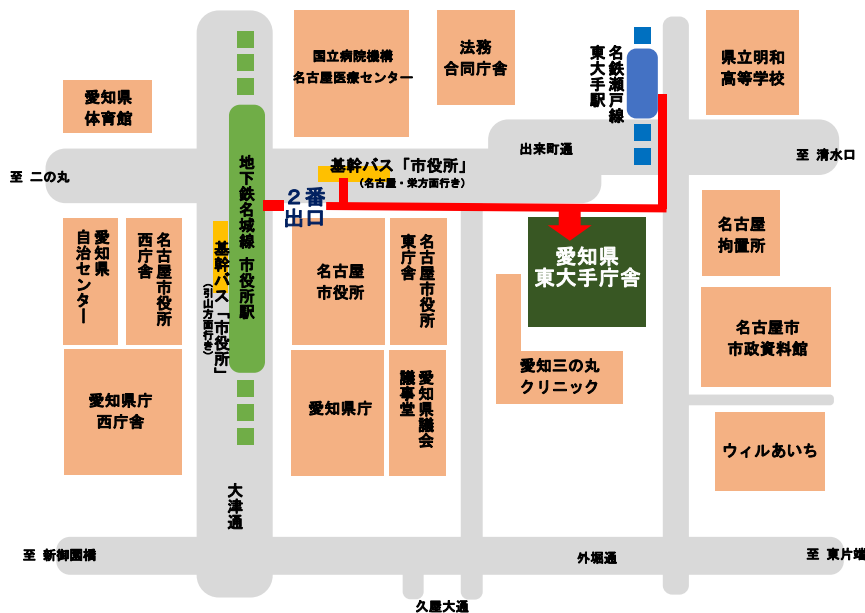 国立病院機構
名古屋医療センター
法務
合同庁舎
名鉄瀬戸線
東大手駅
県立明和
高等学校
愛知県
体育館
至 二の丸
地下鉄名城線 市役所駅
基幹バス「市役所」
(名古屋・栄方面行き)
出来町通
至 清水口
2番
出口
愛知県
自治センター
名古屋市役所
西庁舎
基幹バス「市役所」
(引山方面行き)
名古屋
市役所
名古屋市役所
東庁舎
愛知県
東大手庁舎
名古屋
拘置所
名古屋市
市政資料館
愛知三の丸
クリニック
愛知県庁
西庁舎
愛知県庁
愛知県議会
議事堂
ウィルあいち
大津通
至 新御園橋
外堀通
至 東片端
久屋大通